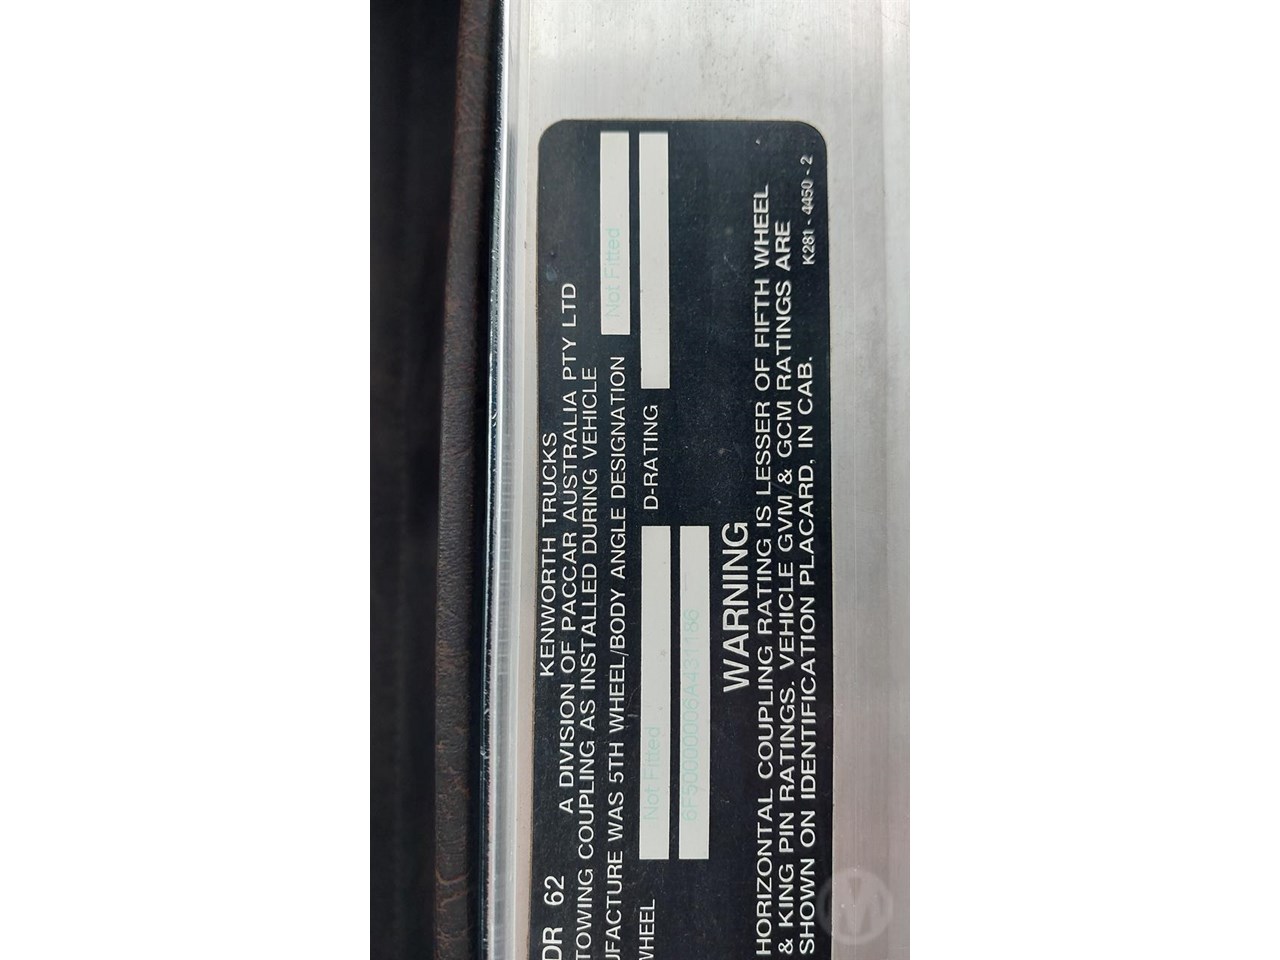 DR 62
KENWORTH TRUCKS
A DIVISION OF PACCAR AUSTRALIA PTY LTD
TOWING COUPLING AS INSTALLED DURING VEHICLE
UFACTURE WAS 5TH WHEEL/BODY ANGLE DESIGNATION Not Fitted
WHEEL Not Fitted D-RATING
6F50000006A431186
WARNING
HORIZONTAL COUPLING RATING IS LESSER OF FIFTH WHEEL
& KING PIN RATINGS. VEHICLE GVM & GCM RATINGS ARE
SHOWN ON IDENTIFICATION PLACARD, IN CAB.
K281 - 4450 - 2